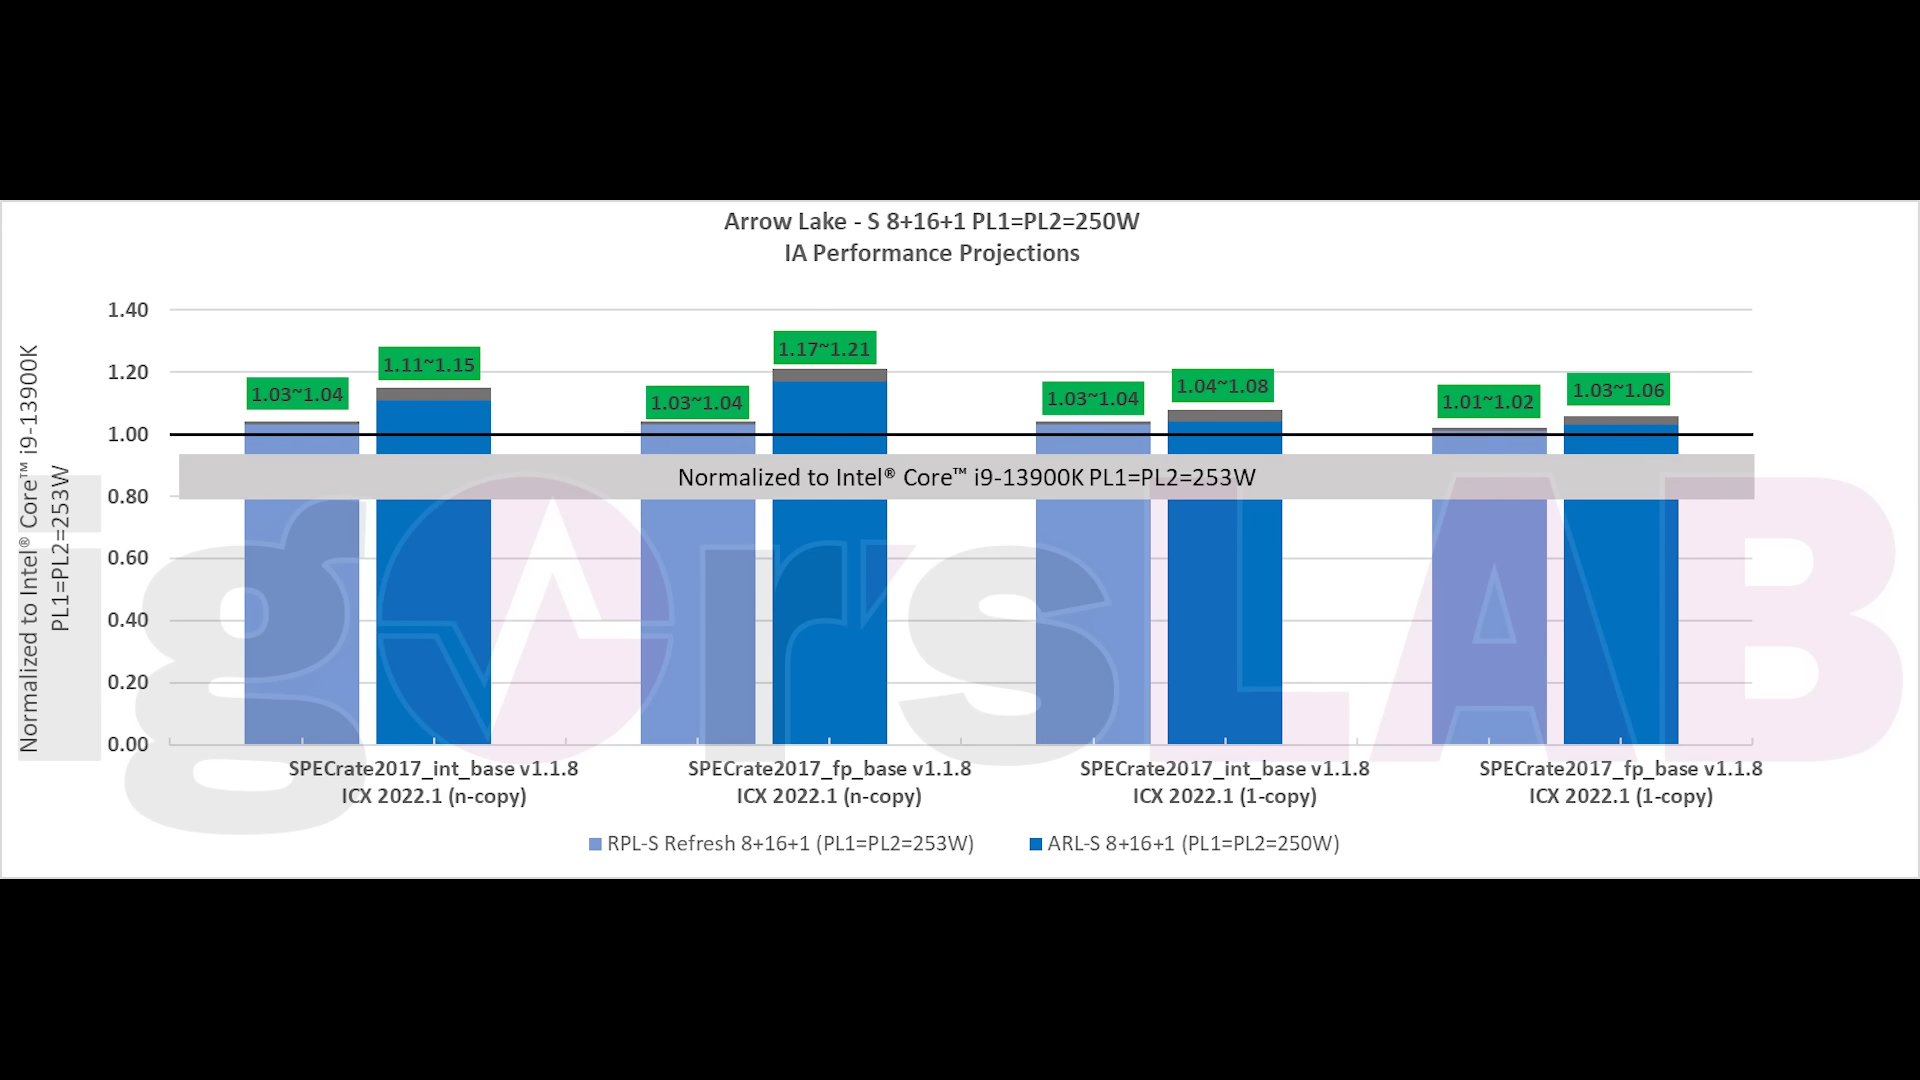 Arrow Lake - S 8+16+1 PL1=PL2=250W
IA Performance Projections
Normalized to Intel® Core™ i9-13900K
PL1=PL2=253W
1.40
1.20
1.00
0.80
0.60
0.40
0.20
0.00
1.03~1.04
1.11~1.15
1.03~1.04
1.17~1.21
1.03~1.04
1.04~1.08
1.01~1.02
1.03~1.06
Normalized to Intel® Core™ i9-13900K PL1=PL2=253W
igorsLAB
SPECrate2017_int_base v1.1.8
ICX 2022.1 (n-copy)
SPECrate2017_fp_base v1.1.8
ICX 2022.1 (n-copy)
SPECrate2017_int_base v1.1.8
ICX 2022.1 (1-copy)
SPECrate2017_fp_base v1.1.8
ICX 2022.1 (1-copy)
RPL-S Refresh 8+16+1 (PL1=PL2=253W)
ARL-S 8+16+1 (PL1=PL2=250W)